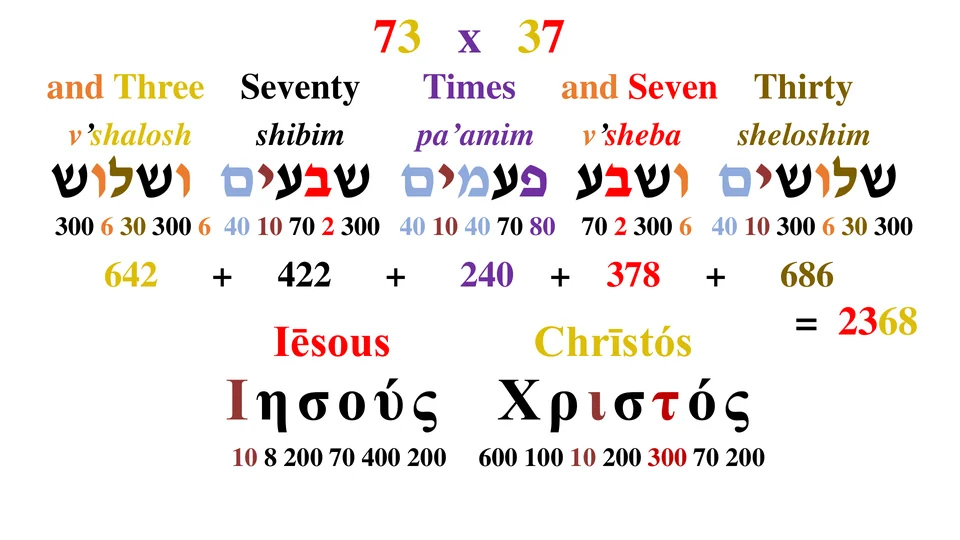 73 x 37
and Three Seventy Times and Seven Thirty
v’shalosh shibim pa’amim v’sheba sheloshim
שלושים ושבע פעמים שבעים ושלוש
300 6 30 300 6 40 10 70 2 300 40 10 40 70 80 70 2 300 6 40 10 300 6 30 300
642 + 422 + 240 + 378 + 686
= 2368
Iēsous Chrīstós
Ιησούς Χριστός
10 8 200 70 400 200 600 100 10 200 300 70 200